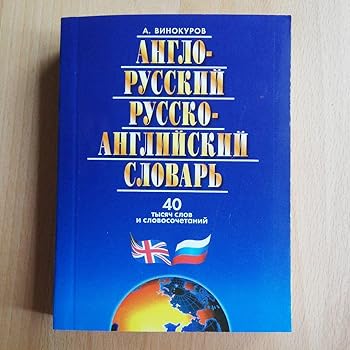 А. ВИНОКУРОВ
АНГЛО-
РУССКИЙ
РУССКО-
АНГЛИЙСКИЙ
СЛОВАРЬ
40
ТЫСЯЧ СЛОВ
И СЛОВОСОЧЕТАНИЙ